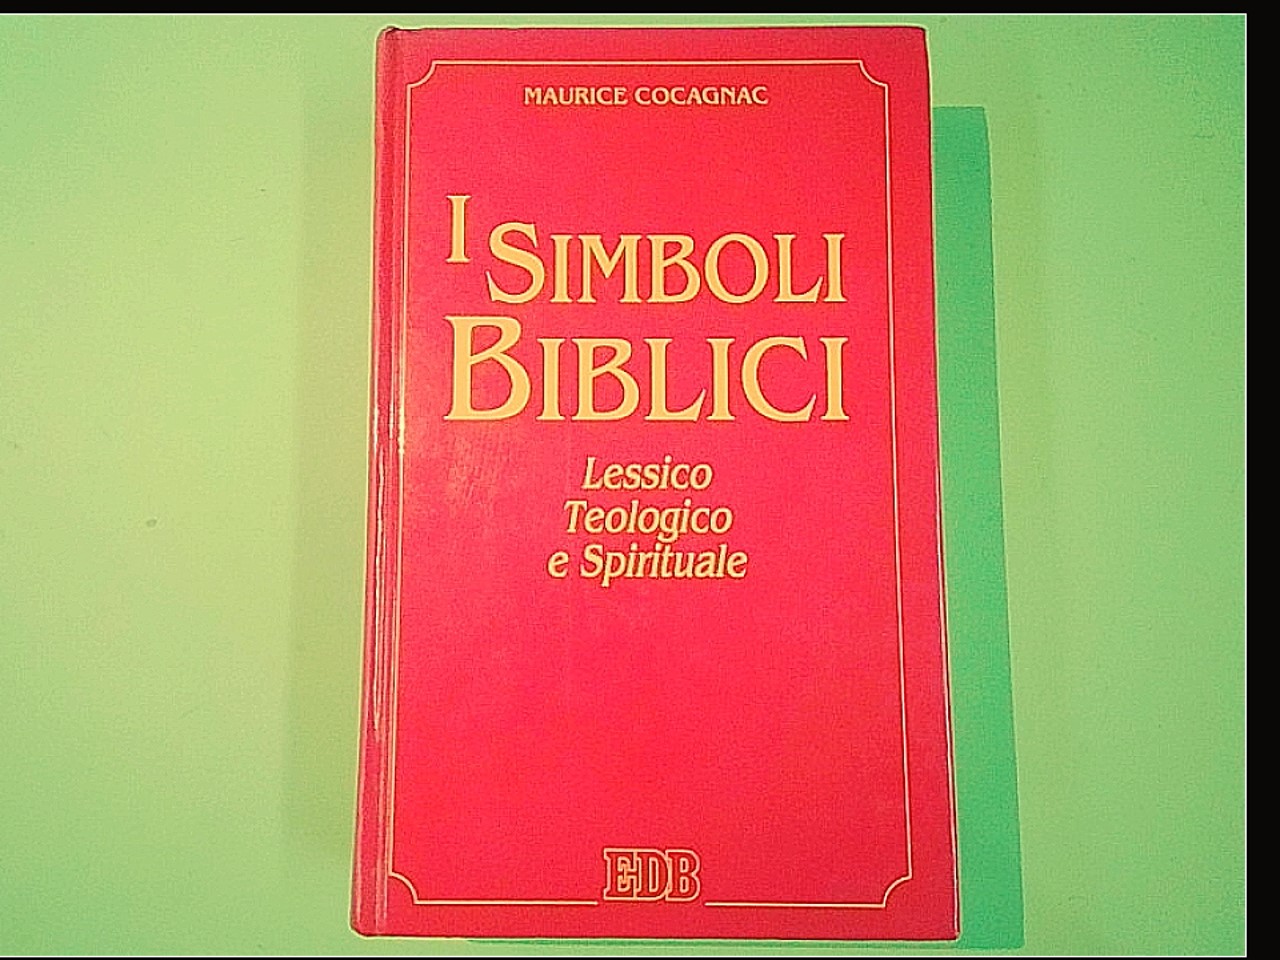 MAURICE COCAGNAC
I SIMBOLI
BIBLICI
Lessico
Teologico
e Spirituale
EDB